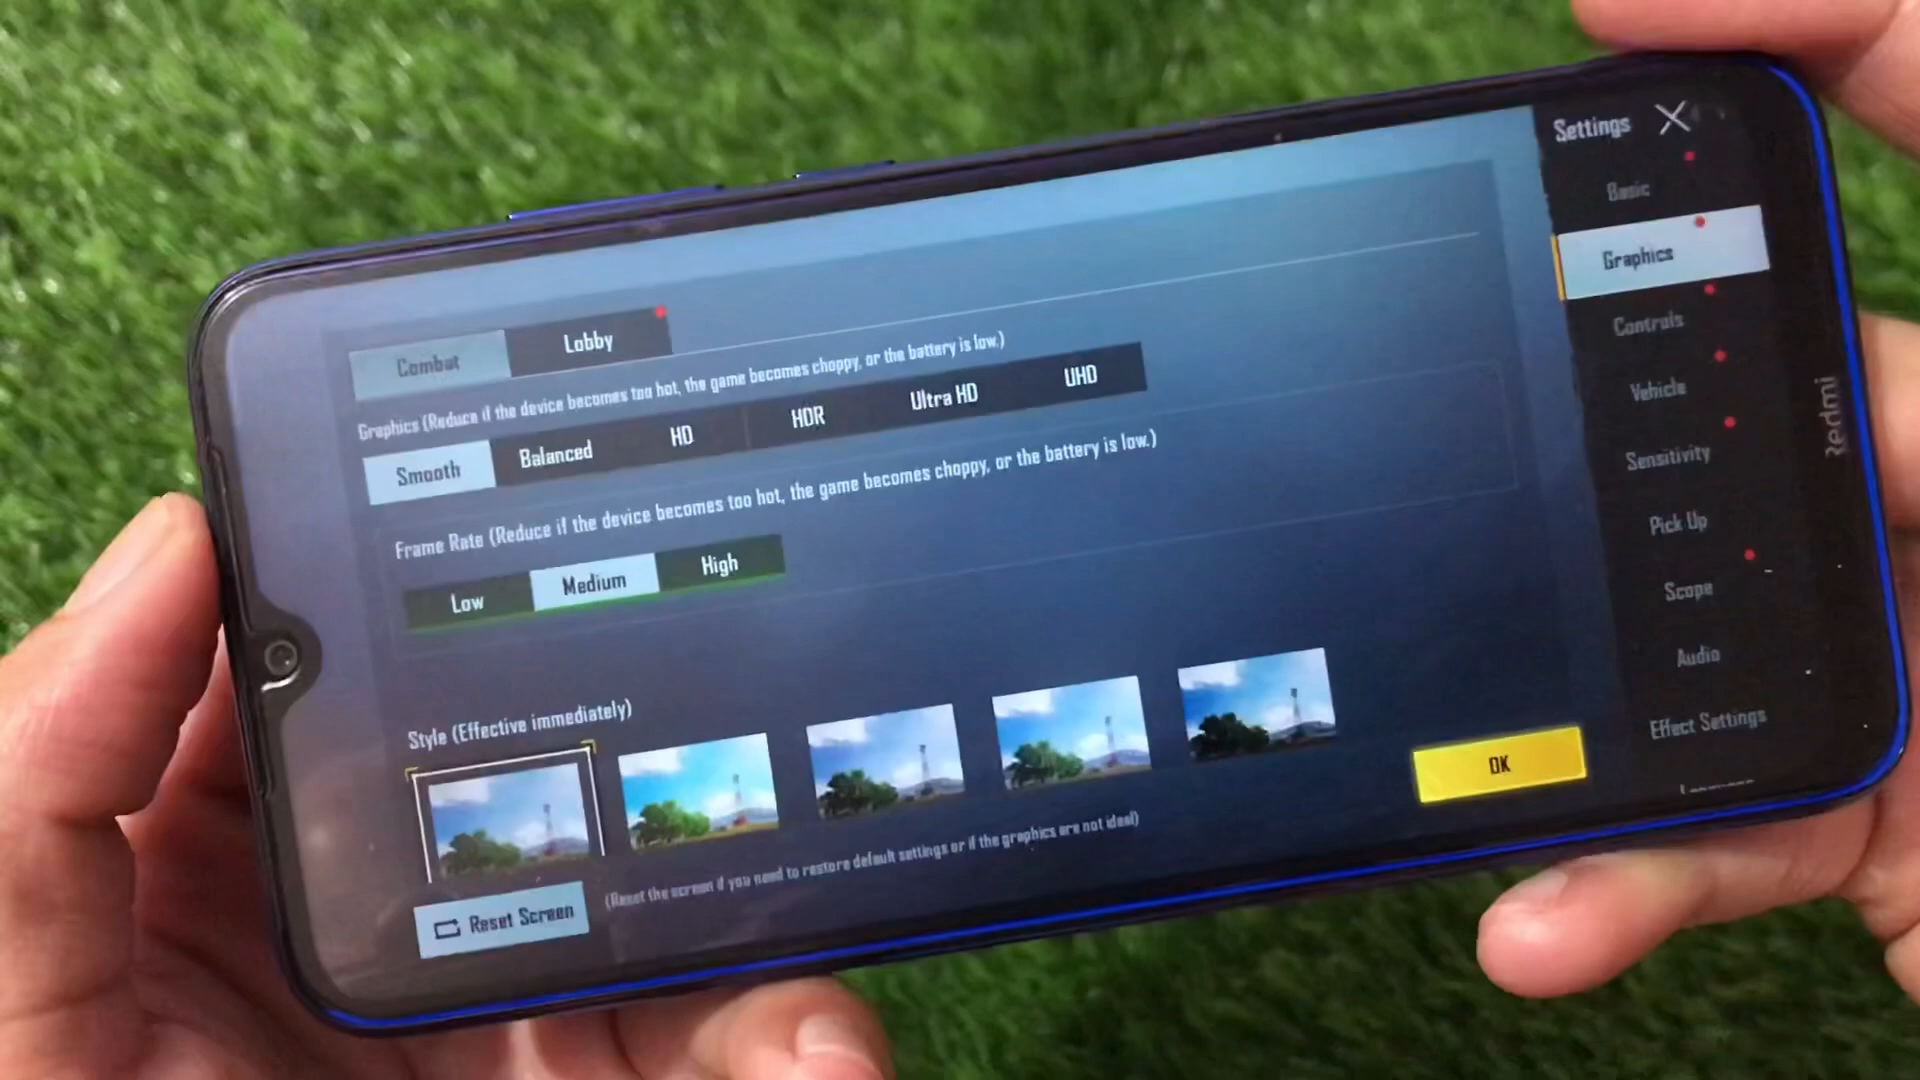 Settings
Basic
Graphics
Controls
Vehicle
Sensitivity
Pick Up
Scope
Audio
Effect Settings
Combat
Lobby
Graphics (Reduce if the device becomes too hot, the game becomes choppy, or the battery is low.)
Smooth
Balanced
HD
HDR
Ultra HD
UHD
Frame Rate (Reduce if the device becomes too hot, the game becomes choppy, or the battery is low.)
Low
Medium
High
Style (Effective immediately)
OK
Reset Screen
(Reset the screen if you need to restore default settings or if the graphics are not ideal)
Redmi